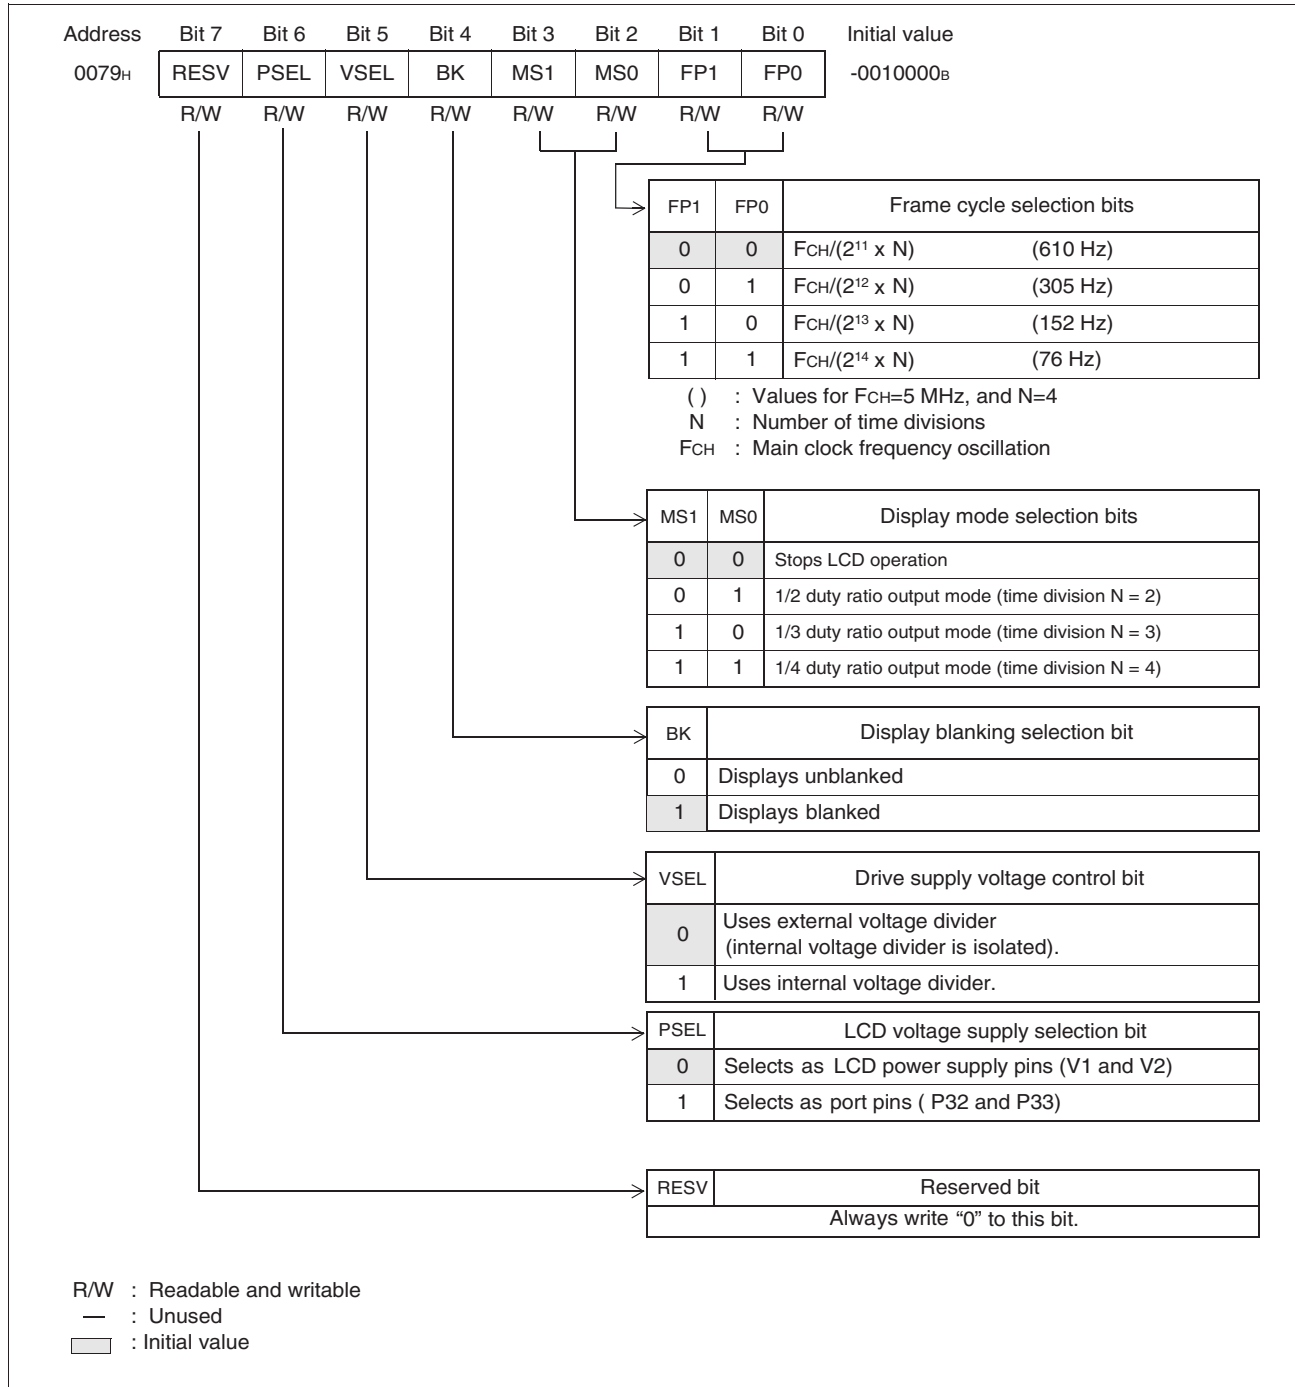 Address Bit 7 Bit 6 Bit 5 Bit 4 Bit 3 Bit 2 Bit 1 Bit 0 Initial value
0079H RESV PSEL VSEL BK MS1 MS0 FP1 FP0 -0010000B
R/W R/W R/W R/W R/W R/W R/W R/W
FP1 FP0 Frame cycle selection bits
0 0 FCH/(2¹¹ x N) (610 Hz)
0 1 FCH/(2¹² x N) (305 Hz)
1 0 FCH/(2¹³ x N) (152 Hz)
1 1 FCH/(2¹⁴ x N) (76 Hz)
( ) : Values for FCH=5 MHz, and N=4
N : Number of time divisions
FCH : Main clock frequency oscillation
MS1 MS0 Display mode selection bits
0 0 Stops LCD operation
0 1 1/2 duty ratio output mode (time division N = 2)
1 0 1/3 duty ratio output mode (time division N = 3)
1 1 1/4 duty ratio output mode (time division N = 4)
BK Display blanking selection bit
0 Displays unblanked
1 Displays blanked
VSEL Drive supply voltage control bit
0 Uses external voltage divider
(internal voltage divider is isolated).
1 Uses internal voltage divider.
PSEL LCD voltage supply selection bit
0 Selects as LCD power supply pins (V1 and V2)
1 Selects as port pins ( P32 and P33)
RESV Reserved bit
Always write “0” to this bit.
R/W : Readable and writable
— : Unused
: Initial value